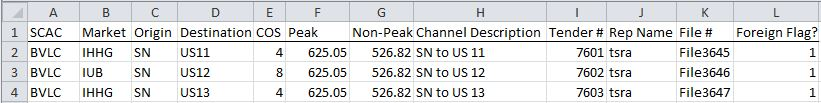 A B C D E F G H I J K L
1 SCAC Market Origin Destination COS Peak Non-Peak Channel Description Tender # Rep Name File # Foreign Flag?
2 BVLC IHHG SN US11 4 625.05 526.82 SN to US 11 7601 tsra File3645 1
3 BVLC IUB SN US12 8 625.05 526.82 SN to US 12 7602 tsra File3646 1
4 BVLC IHHG SN US13 4 625.05 526.82 SN to US 13 7603 tsra File3647 1